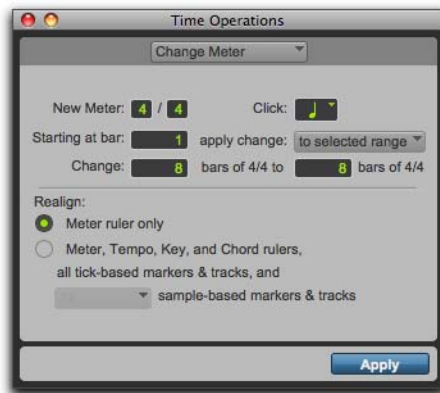 Time Operations
Change Meter
New Meter: 4 / 4 Click:
Starting at bar: 1 apply change: to selected range
Change: 8 bars of 4/4 to 8 bars of 4/4
Realign:
Meter ruler only
Meter, Tempo, Key, and Chord rulers,
all tick-based markers & tracks, and
sample-based markers & tracks
Apply